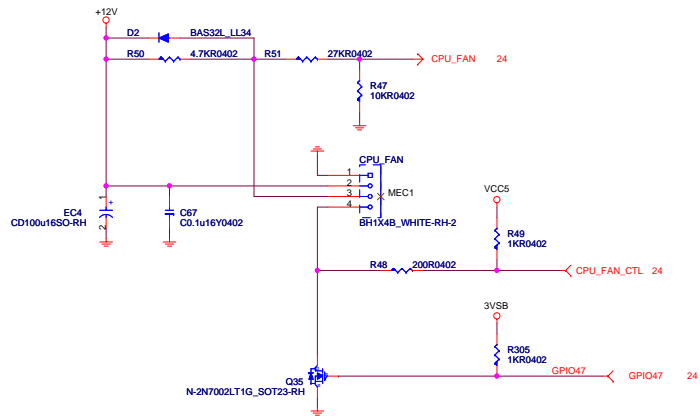 +12V
D2 BAS32L_LL34
R50 4.7KR0402 R51 27KR0402 CPU_FAN 24
R47
10KR0402
CPU_FAN
1
2
3
4
MEC1
BH1X4B_WHITE-RH-2
1
2
EC4
CD100u16SO-RH
+
C67
C0.1u16Y0402
VCC5
R49
1KR0402
R48 200R0402 CPU_FAN_CTL 24
3VSB
R305
1KR0402
GPIO47 GPIO47 24
Q35
N-2N7002LT1G_SOT23-RH